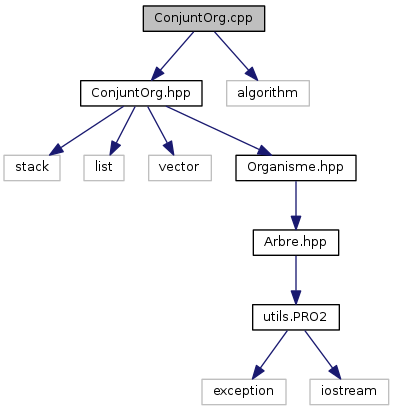 ConjuntOrg.cpp
ConjuntOrg.hpp
algorithm
stack
list
vector
Organisme.hpp
Arbre.hpp
utils.PRO2
exception
iostream